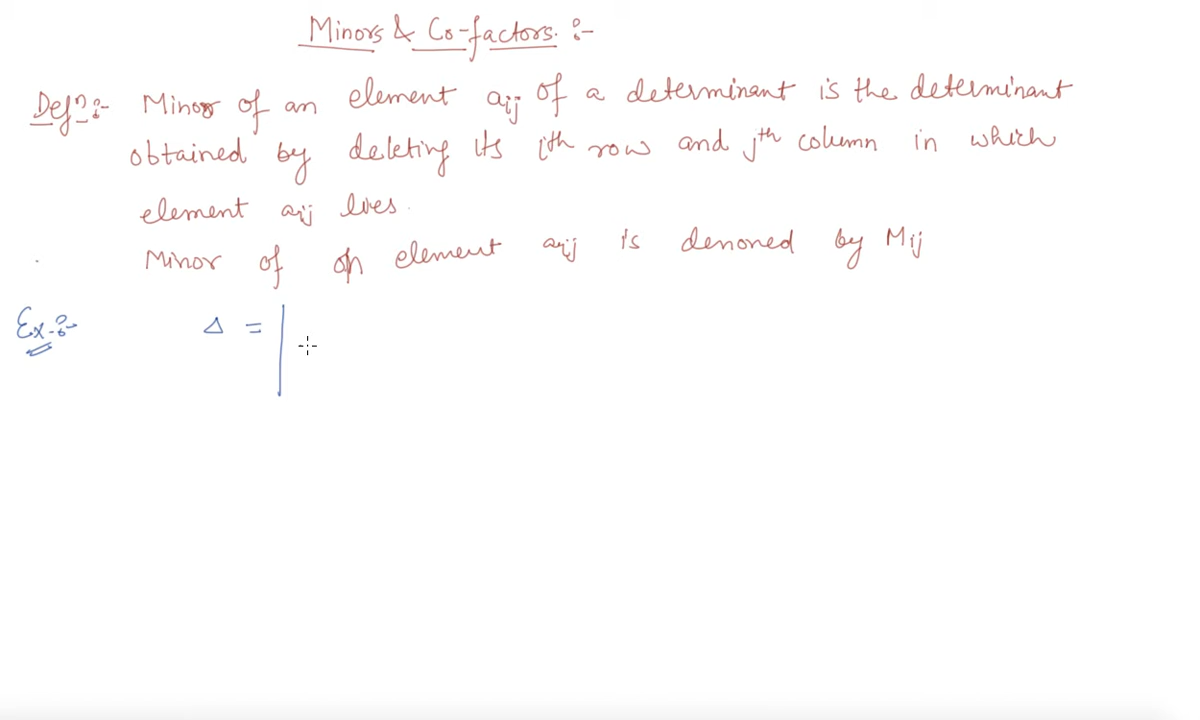 Minors & Co-factors :-
Defn :- Minor of an element aij of a determinant is the determinant
obtained by deleting its ith row and jth column in which
element aij lies.
Minor of an element aij is denoned by Mij
Ex :- Δ = |